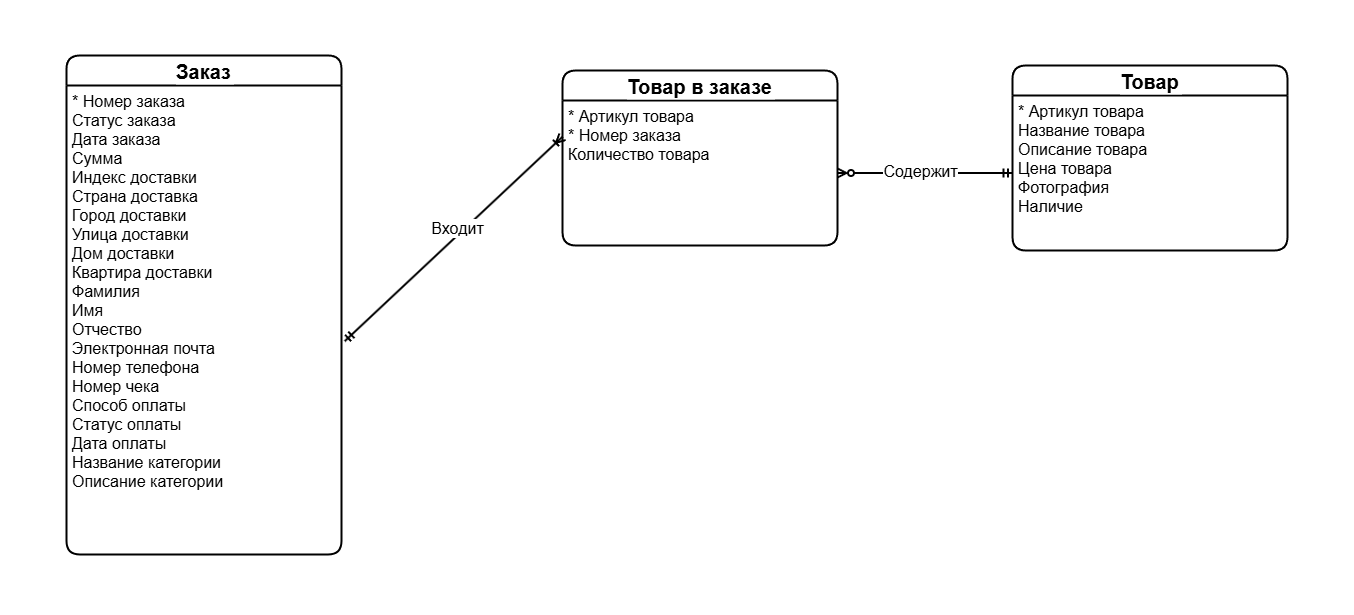 Заказ
* Номер заказа
Статус заказа
Дата заказа
Сумма
Индекс доставки
Страна доставка
Город доставки
Улица доставки
Дом доставки
Квартира доставки
Фамилия
Имя
Отчество
Электронная почта
Номер телефона
Номер чека
Способ оплаты
Статус оплаты
Дата оплаты
Название категории
Описание категории
Входит
Товар в заказе
* Артикул товара
* Номер заказа
Количество товара
Содержит
Товар
* Артикул товара
Название товара
Описание товара
Цена товара
Фотография
Наличие